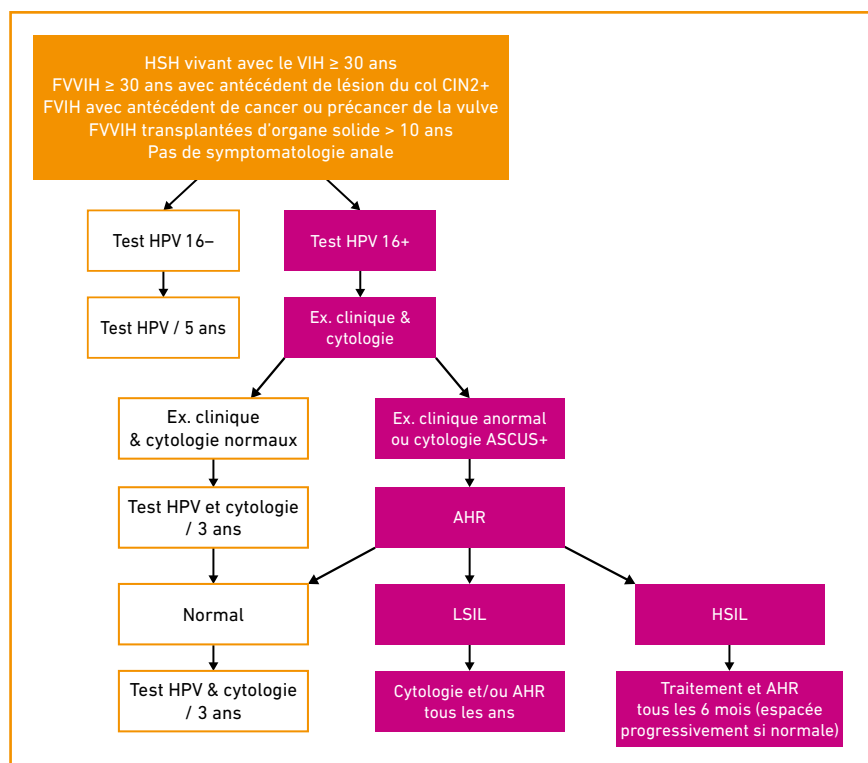 HSH vivant avec le VIH ≥ 30 ans
FVVIH ≥ 30 ans avec antécédent de lésion du col CIN2+
FVIH avec antécédent de cancer ou précancer de la vulve
FVVIH transplantées d'organe solide > 10 ans
Pas de symptomatologie anale
Test HPV 16–
Test HPV 16+
Test HPV / 5 ans
Ex. clinique &
cytologie
Ex. clinique
& cytologie normaux
Ex. clinique anormal
ou cytologie ASCUS+
Test HPV et cytologie
/ 3 ans
AHR
Normal
LSIL
HSIL
Test HPV & cytologie
/ 3 ans
Cytologie et/ou AHR
tous les ans
Traitement et AHR
tous les 6 mois (espacée
progressivement si normale)